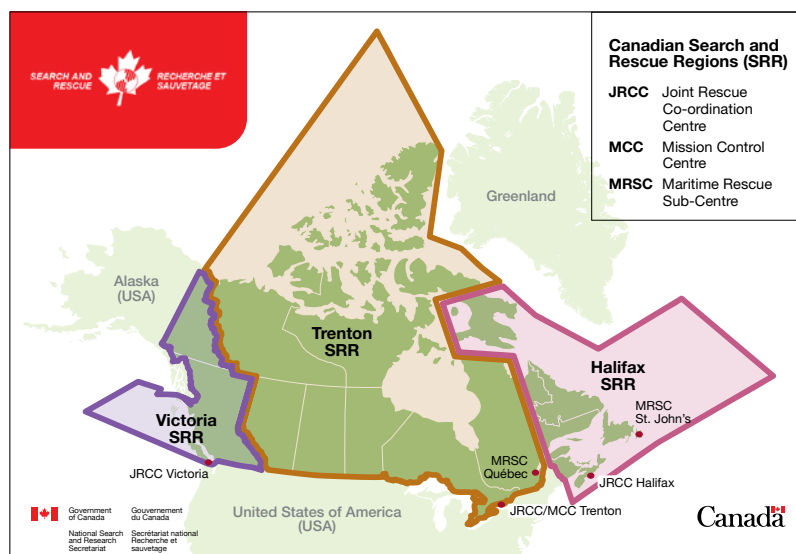 SEARCH AND
RESCUE
RECHERCHE ET
SAUVETAGE
Canadian Search and
Rescue Regions (SRR)
JRCC Joint Rescue
Co-ordination
Centre
MCC Mission Control
Centre
MRSC Maritime Rescue
Sub-Centre
Greenland
Alaska
(USA)
Trenton
SRR
Halifax
SRR
Victoria
SRR
MRSC
St. John's
MRSC
Québec
JRCC Victoria
JRCC Halifax
JRCC/MCC Trenton
United States of America
(USA)
Government
of Canada
Gouvernement
du Canada
National Search
and Research
Secretariat
Secrétariat national
Recherche et
sauvetage
Canada